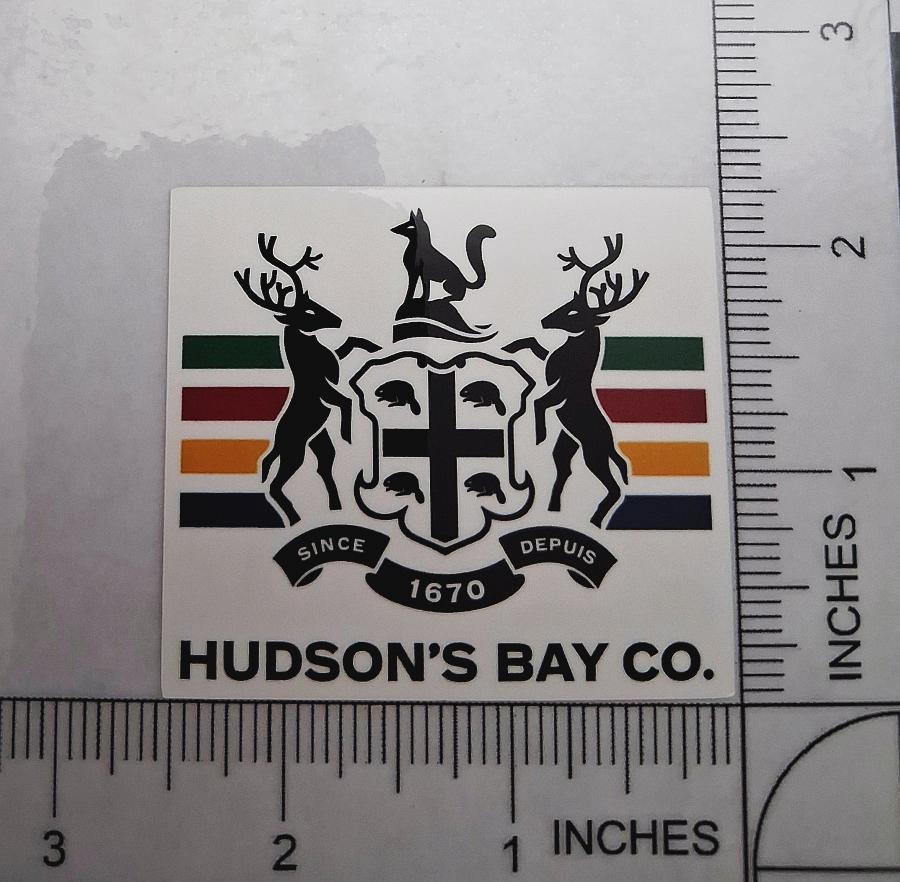 3
2
1
INCHES
SINCE DEPUIS
1670
HUDSON'S BAY CO.
3 2 1 INCHES